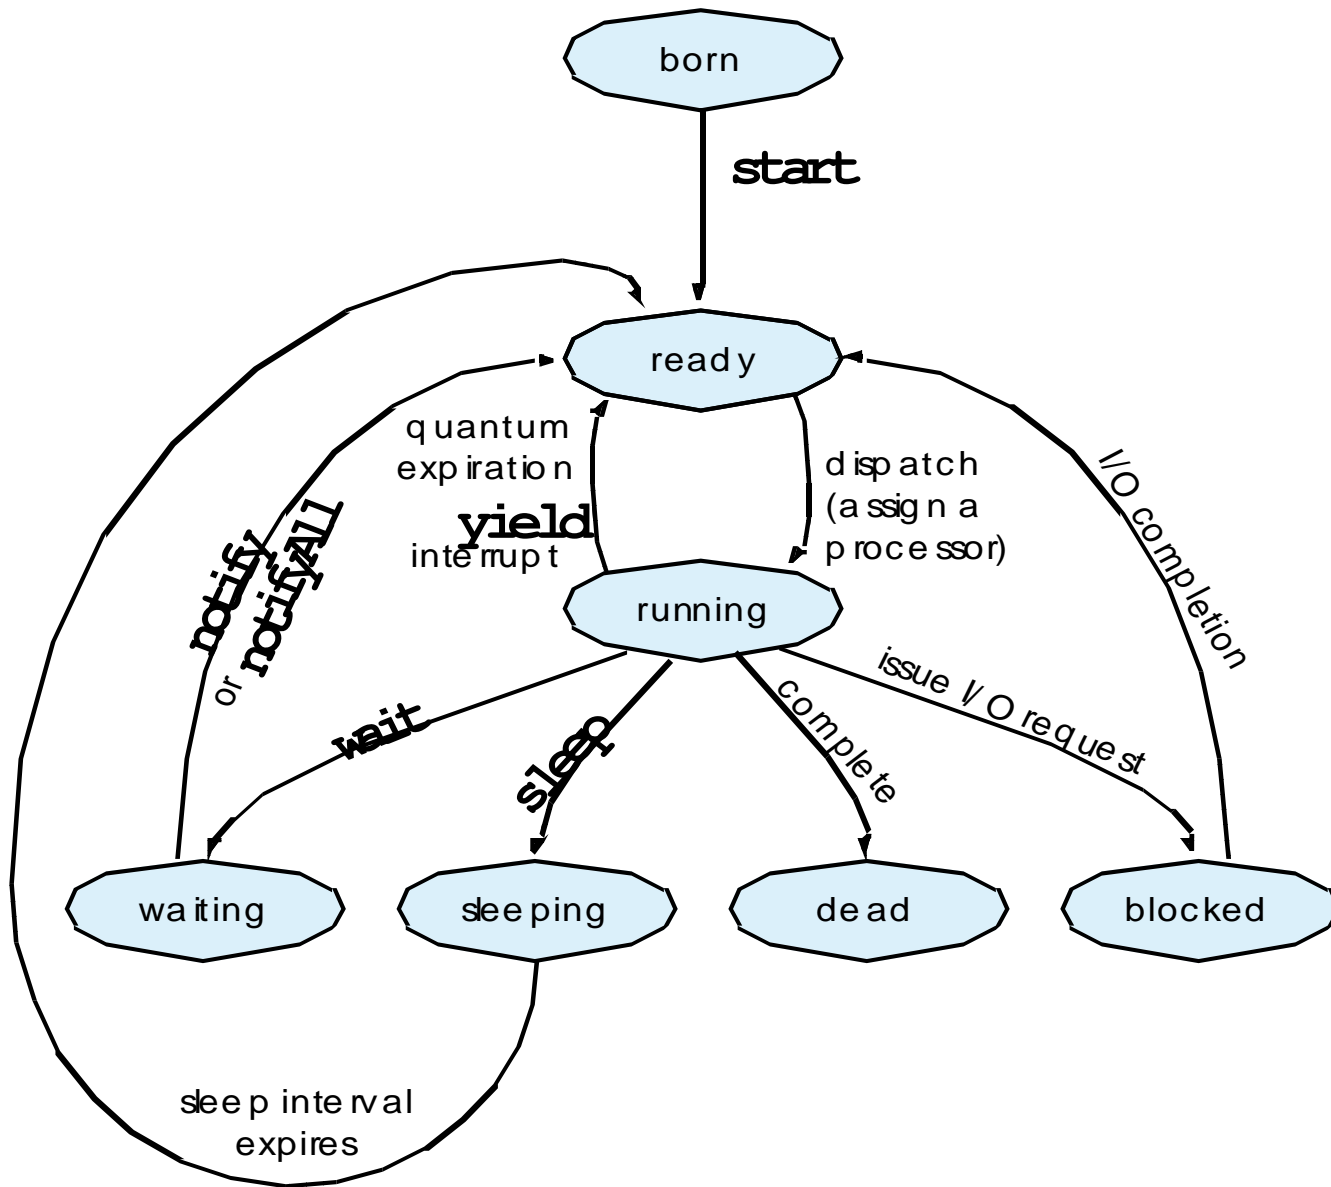 born
start
ready
quantum
expiration
yield
interrupt
dispatch
(assign a
processor)
I/O completion
notify
or notifyAll
running
wait
sleep
complete
issue I/O request
waiting
sleeping
dead
blocked
sleep interval
expires